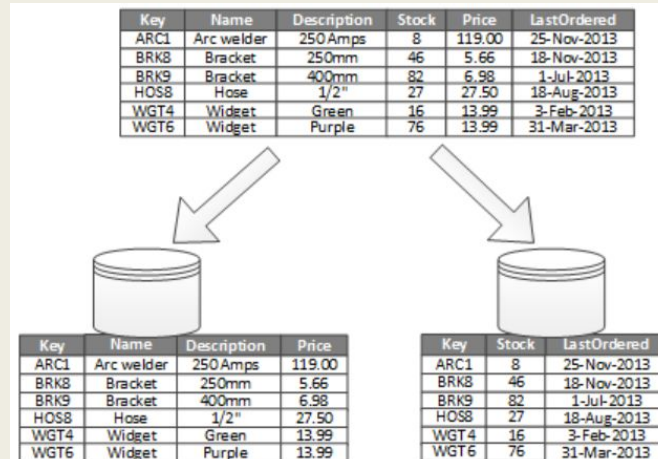 Key Name Description Stock Price LastOrdered
ARC1 Arc welder 250 Amps 8 119.00 25-Nov-2013
BRK8 Bracket 250mm 46 5.66 18-Nov-2013
BRK9 Bracket 400mm 82 6.98 1-Jul-2013
HOS8 Hose 1/2" 27 27.50 18-Aug-2013
WGT4 Widget Green 16 13.99 3-Feb-2013
WGT6 Widget Purple 76 13.99 31-Mar-2013
Key Name Description Price
ARC1 Arc welder 250 Amps 119.00
BRK8 Bracket 250mm 5.66
BRK9 Bracket 400mm 6.98
HOS8 Hose 1/2" 27.50
WGT4 Widget Green 13.99
WGT6 Widget Purple 13.99
Key Stock LastOrdered
ARC1 8 25-Nov-2013
BRK8 46 18-Nov-2013
BRK9 82 1-Jul-2013
HOS8 27 18-Aug-2013
WGT4 16 3-Feb-2013
WGT6 76 31-Mar-2013